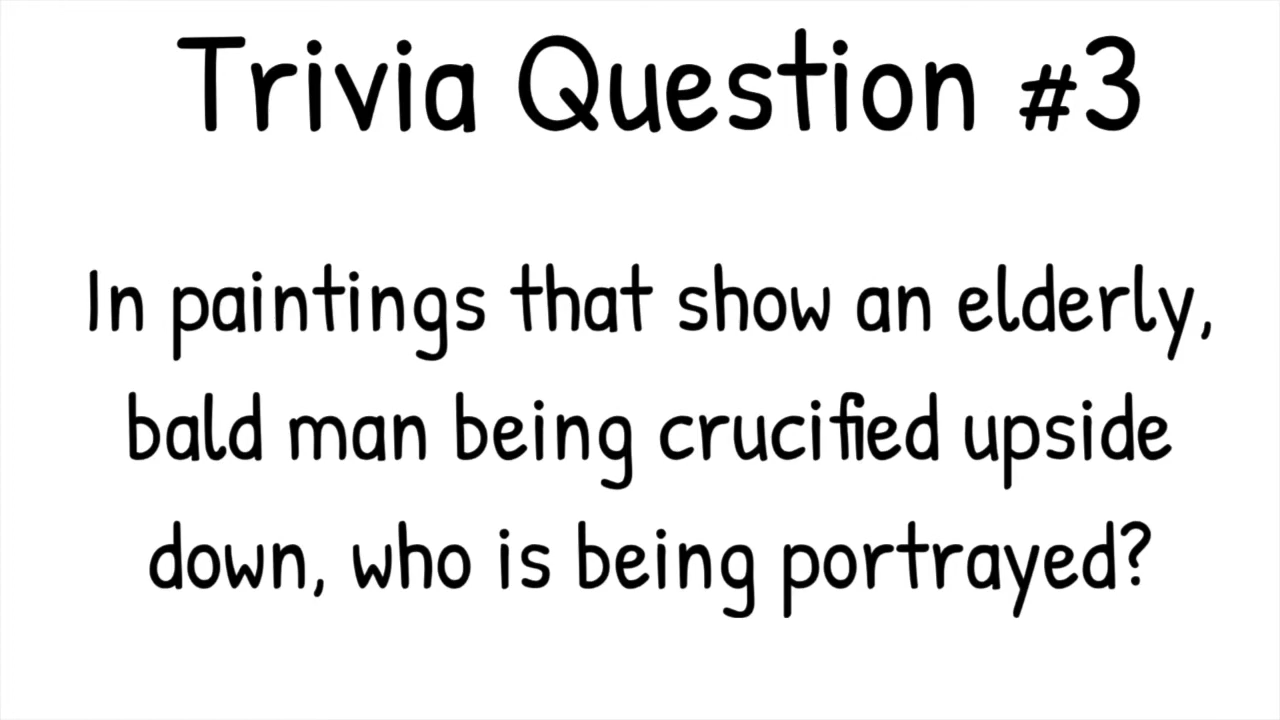 Trivia Question #3
In paintings that show an elderly,
bald man being crucified upside
down, who is being portrayed?